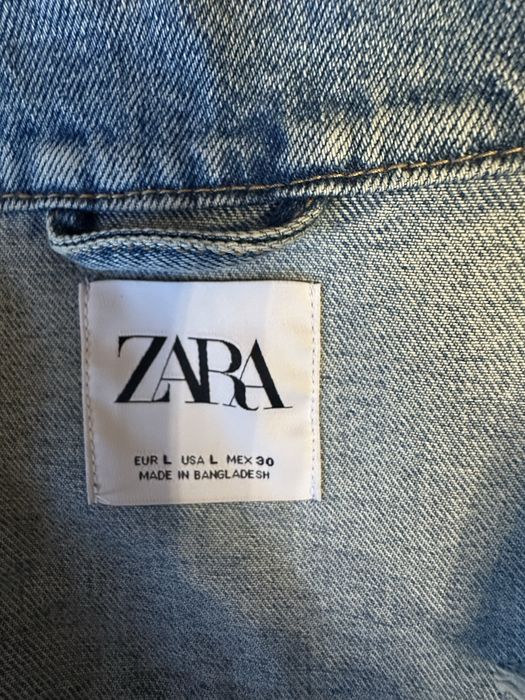 ZARA
EUR L USA L MEX 30
MADE IN BANGLADESH